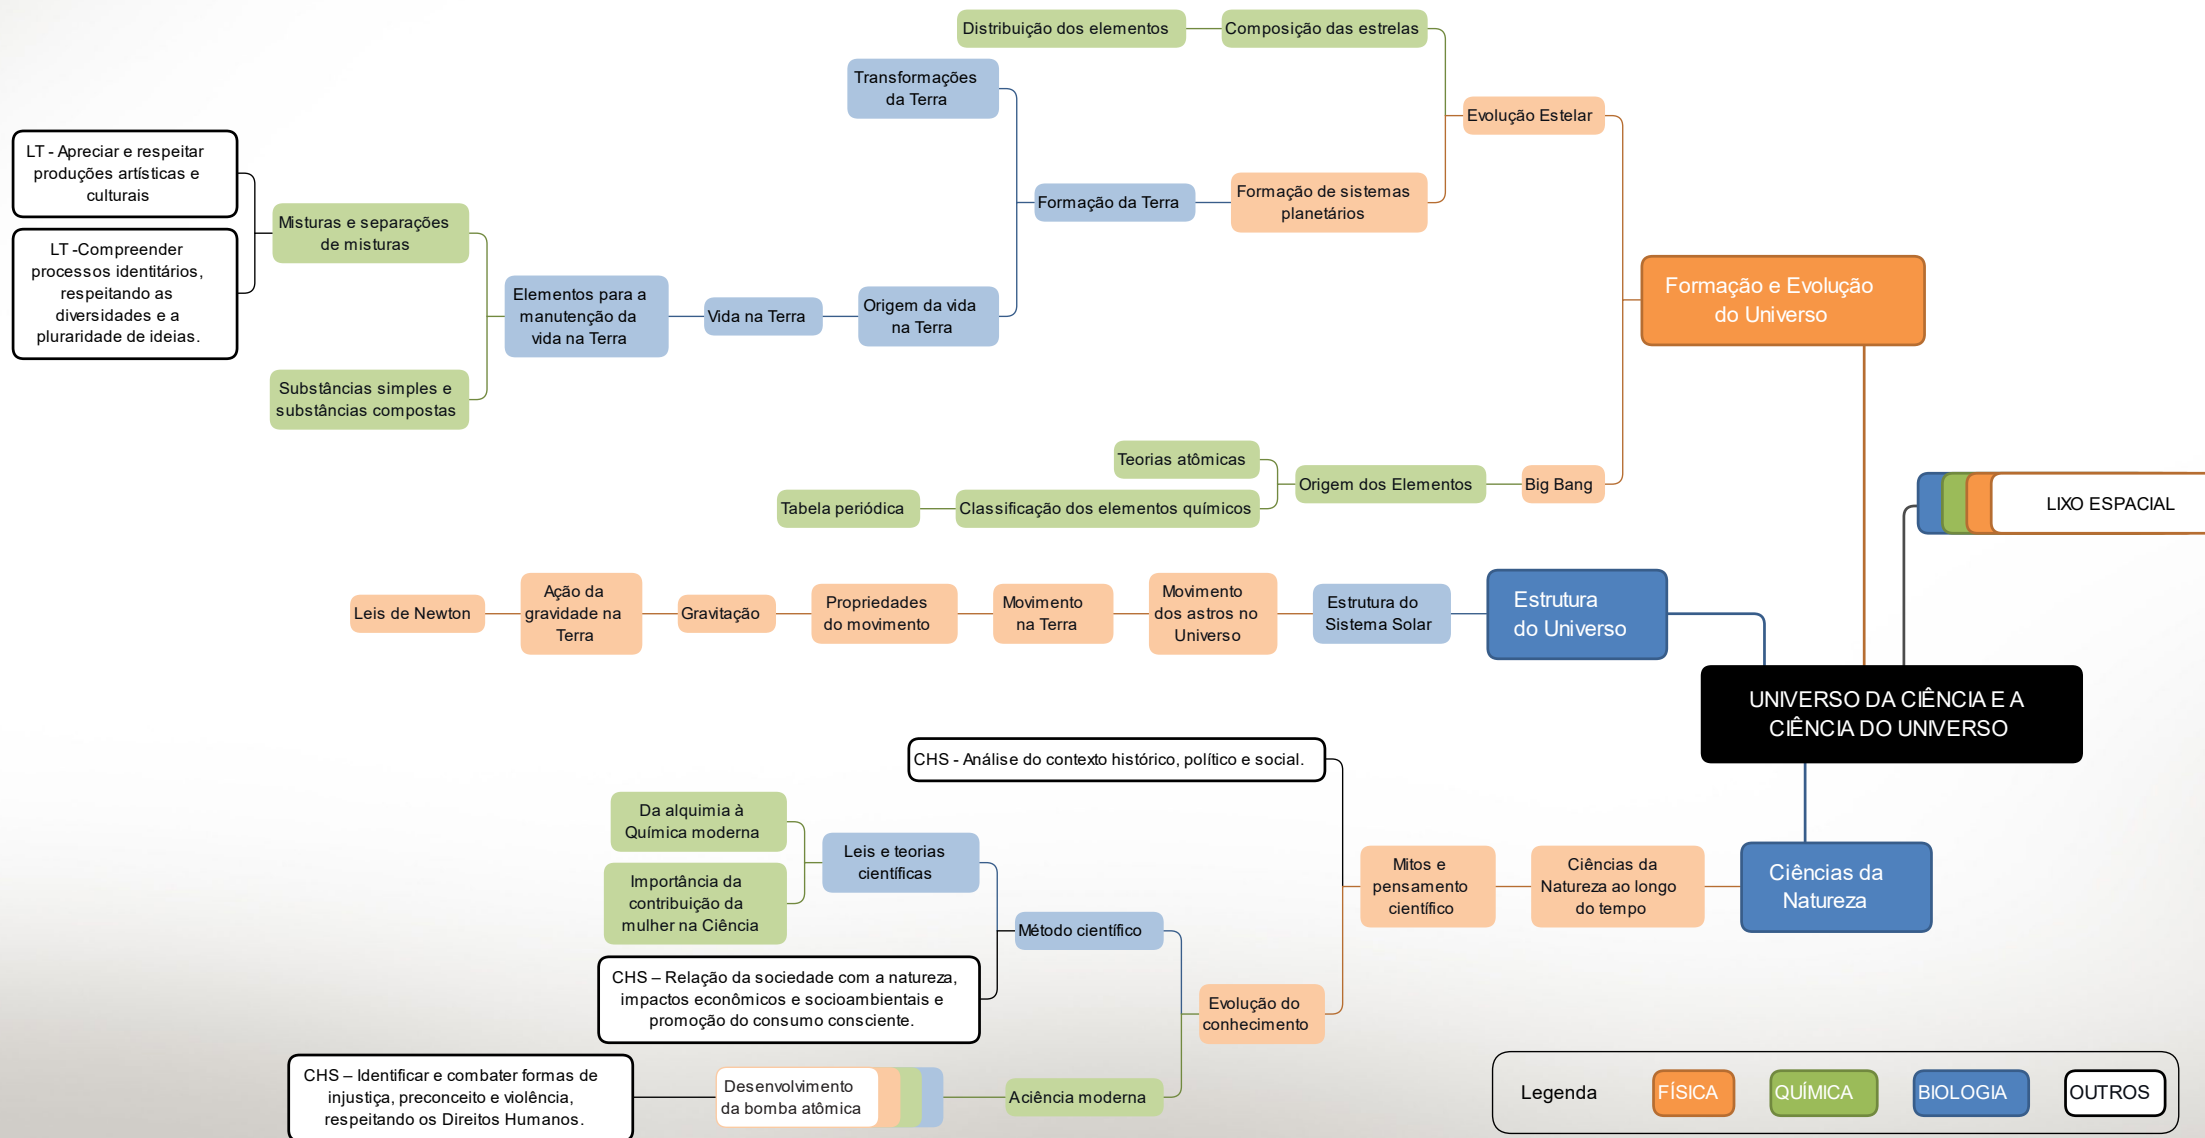 Distribuição dos elementos
Composição das estrelas
Transformações
da Terra
Evolução Estelar
LT - Apreciar e respeitar
produções artísticas e
culturais
Formação de sistemas
planetários
Formação da Terra
Misturas e separações
de misturas
LT -Compreender
processos identitários,
respeitando as
diversidades e a
pluraridade de ideias.
Elementos para a
manutenção da
vida na Terra
Vida na Terra
Origem da vida
na Terra
Formação e Evolução
do Universo
Substâncias simples e
substâncias compostas
Teorias atômicas
Origem dos Elementos
Big Bang
Tabela periódica
Classificação dos elementos químicos
LIXO ESPACIAL
Leis de Newton
Ação da
gravidade na
Terra
Gravitação
Propriedades
do movimento
Movimento
na Terra
Movimento
dos astros no
Universo
Estrutura do
Sistema Solar
Estrutura
do Universo
UNIVERSO DA CIÊNCIA E A
CIÊNCIA DO UNIVERSO
CHS - Análise do contexto histórico, político e social.
Da alquimia à
Química moderna
Leis e teorias
científicas
Mitos e
pensamento
científico
Ciências da
Natureza ao longo
do tempo
Ciências da
Natureza
Importância da
contribuição da
mulher na Ciência
Método científico
CHS – Relação da sociedade com a natureza,
impactos econômicos e socioambientais e
promoção do consumo consciente.
Evolução do
conhecimento
CHS – Identificar e combater formas de
injustiça, preconceito e violência,
respeitando os Direitos Humanos.
Desenvolvimento
da bomba atômica
Aciência moderna
Legenda
FÍSICA
QUÍMICA
BIOLOGIA
OUTROS